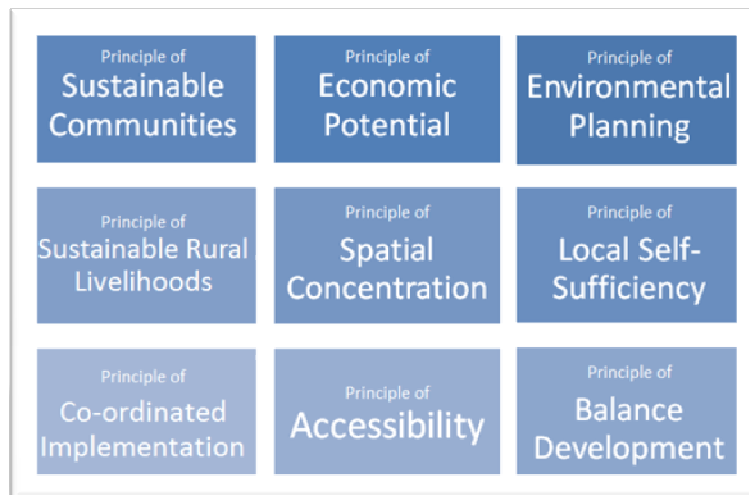 Principle of
Sustainable
Communities
Principle of
Economic
Potential
Principle of
Environmental
Planning
Principle of
Sustainable Rural
Livelihoods
Principle of
Spatial
Concentration
Principle of
Local Self-
Sufficiency
Principle of
Co-ordinated
Implementation
Principle of
Accessibility
Principle of
Balance
Development